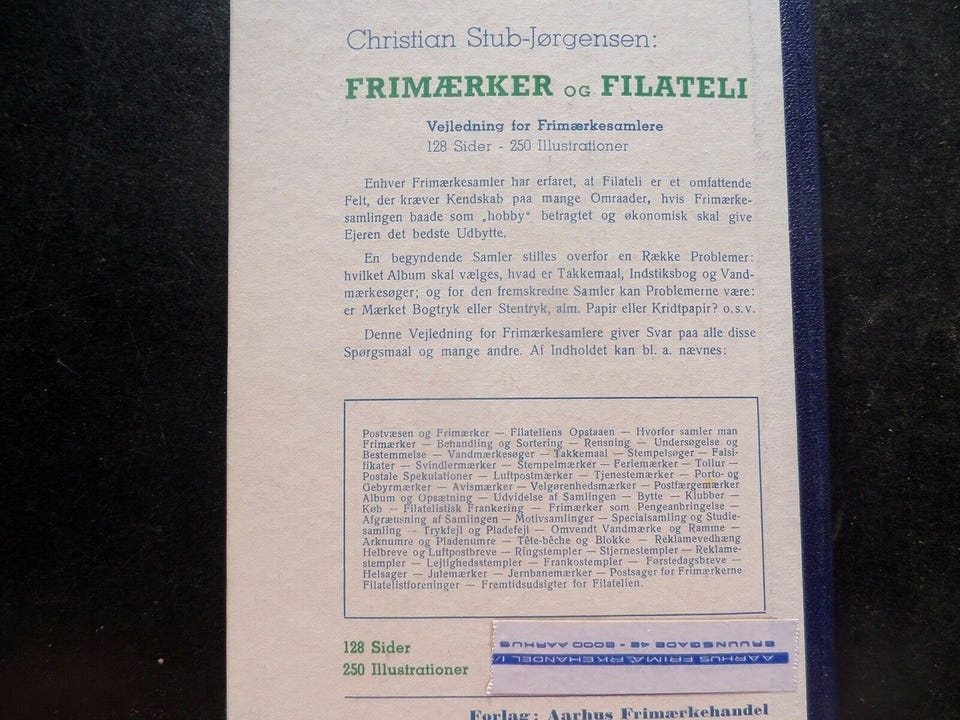 Christian Stub-Jørgensen:
FRIMÆRKER OG FILATELI
Vejledning for Frimærkesamlere
128 Sider - 250 Illustrationer
Enhver Frimærkesamler har erfaret, at Filateli er et omfattende
Felt, der kræver Kendskab paa mange Omraader, hvis Frimærke-
samlingen baade som „hobby“ betragtet og økonomisk skal give
Ejeren det bedste Udbytte.
En begyndende Samler stilles overfor en Række Problemer:
hvilket Album skal vælges, hvad er Takkemaal, Indstiksbog og Vand-
mærkesøger; og for den fremskredne Samler kan Problemerne være:
er Mærket Bogtryk eller Stentryk, alm. Papir eller Kridtpapir? o.s.v.
Denne Vejledning for Frimærkesamlere giver Svar paa alle disse
Spørgsmaal og mange andre. Af Indholdet kan bl. a. nævnes:
Postvæsen og Frimærker — Filateliens Opstaaen — Hvorfor samler man
Frimærker — Behandling og Sortering — Rensning — Undersøgelse og
Bestemmelse — Vandmærkesøger — Takkemaal — Stempelsøger — Falsi-
fikater — Svindlermærker — Stempelmærker — Feriemærker — Tollur —
Postale Spekulationer — Luftpostmærker — Tjenestemærker — Porto- og
Gebyrmærker — Avismærker — Velgørenhedsmærker — Postfærgemærker
Album og Opsætning — Udvidelse af Samlingen — Bytte — Klubber —
Køb — Filatelistisk Frankering — Frimærker som Pengeanbringelse —
Afgrænsning af Samlingen — Motivsamlinger — Specialsamling og Studie-
samling — Trykfejl og Pladefejl — Omvendt Vandmærke og Ramme —
Arknumre og Pladenumre — Tête-bêche og Blokke — Reklamevedhæng
Helbreve og Luftpostbreve — Ringstempler — Stjernestempler — Reklame-
stempler — Lejlighedsstempler — Frankostempler — Førstedagsbreve —
Helsager — Julemærker — Jernbanemærker — Postsager før Frimærkerne
Filatelistforeninger — Fremtidsudsigter for Filatelien.
128 Sider
250 Illustrationer
AARHUS FRIMÆRKEHANDEL
BRUUNSGADE 42 - 8000 AARHUS
Forlag: Aarhus Frimærkehandel